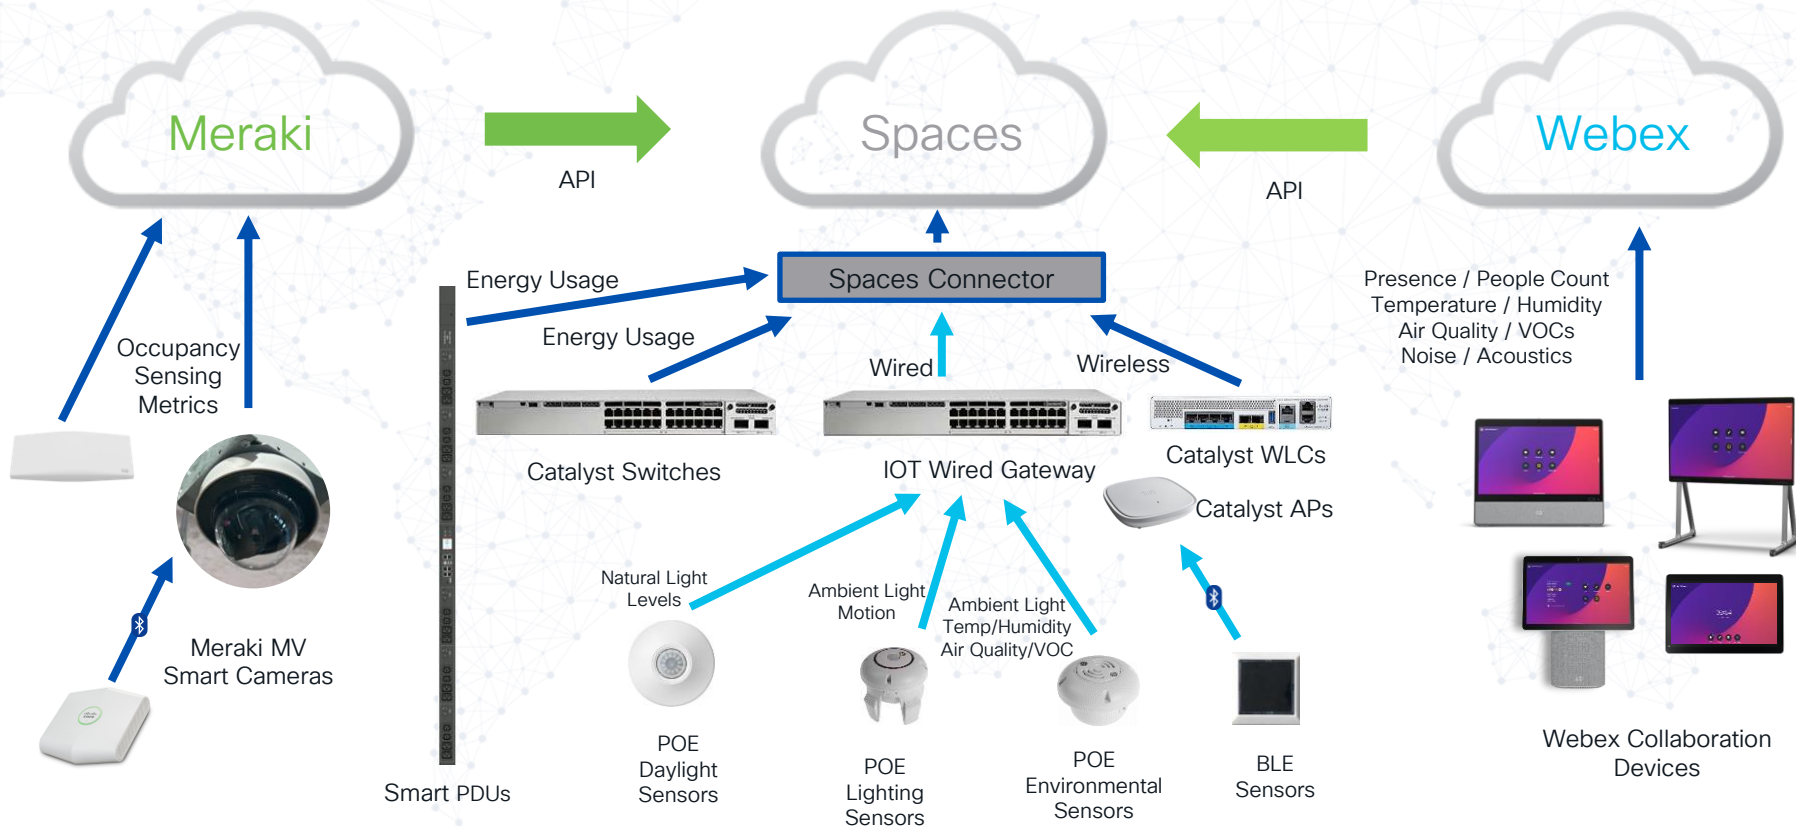 Meraki
Spaces
Webex
API
API
Energy Usage
Spaces Connector
Presence / People Count
Temperature / Humidity
Air Quality / VOCs
Noise / Acoustics
Energy Usage
Occupancy
Sensing
Metrics
Wired
Wireless
Catalyst Switches
IOT Wired Gateway
Catalyst WLCs
Catalyst APs
Natural Light
Levels
Ambient Light
Motion
Ambient Light
Temp/Humidity
Air Quality/VOC
Meraki MV
Smart Cameras
Smart PDUs
POE
Daylight
Sensors
POE
Lighting
Sensors
POE
Environmental
Sensors
BLE
Sensors
Webex Collaboration
Devices